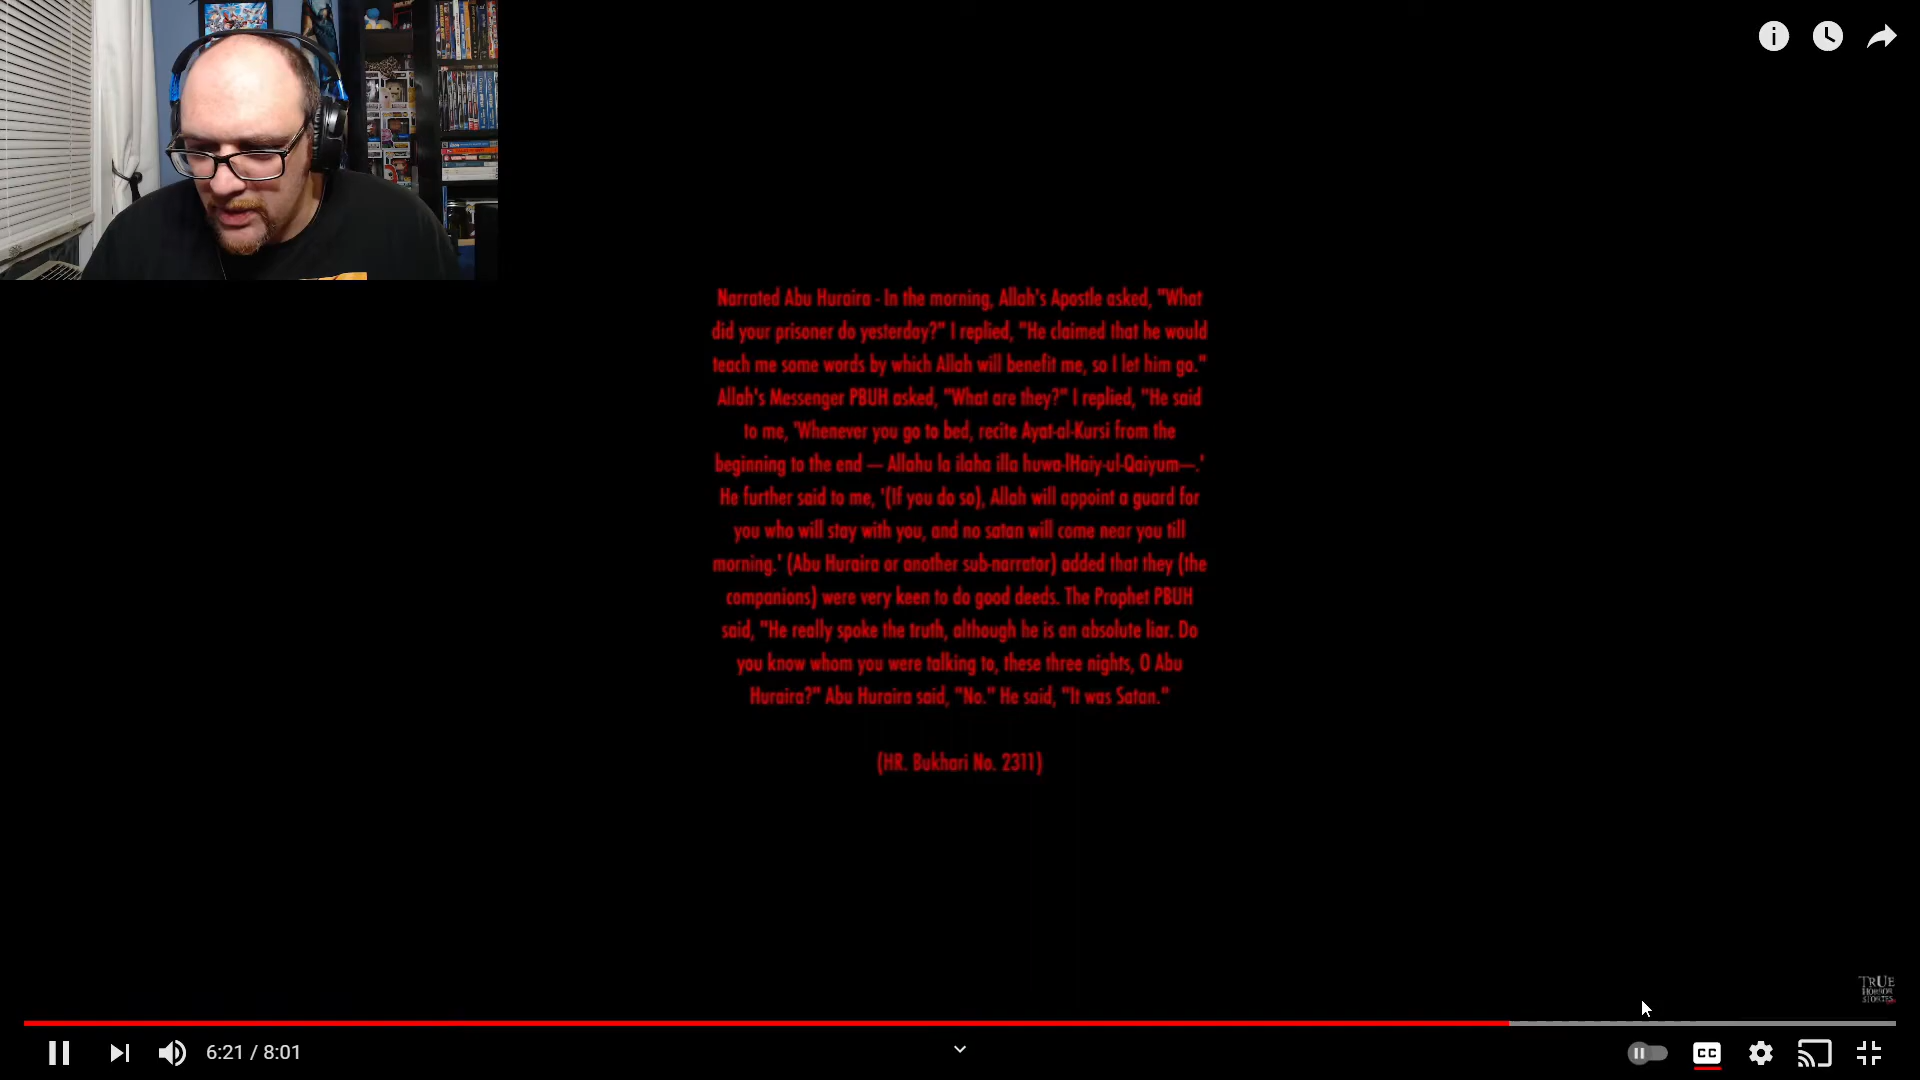 Narrated Abu Huraira - In the morning, Allah's Apostle asked, "What
did your prisoner do yesterday?" I replied, "He claimed that he would
teach me some words by which Allah will benefit me, so I let him go."
Allah's Messenger PBUH asked, "What are they?" I replied, "He said
to me, 'Whenever you go to bed, recite Ayat-al-Kursi from the
beginning to the end — Allahu la ilaha illa huwa-lHaiy-ul-Qaiyum—.'
He further said to me, '(If you do so), Allah will appoint a guard for
you who will stay with you, and no satan will come near you till
morning.' (Abu Huraira or another sub-narrator) added that they (the
companions) were very keen to do good deeds. The Prophet PBUH
said, "He really spoke the truth, although he is an absolute liar. Do
you know whom you were talking to, these three nights, O Abu
Huraira?" Abu Huraira said, "No." He said, "It was Satan."
(HR. Bukhari No. 2311)
TRUE
HORROR
STORIES
6:21 / 8:01
CC